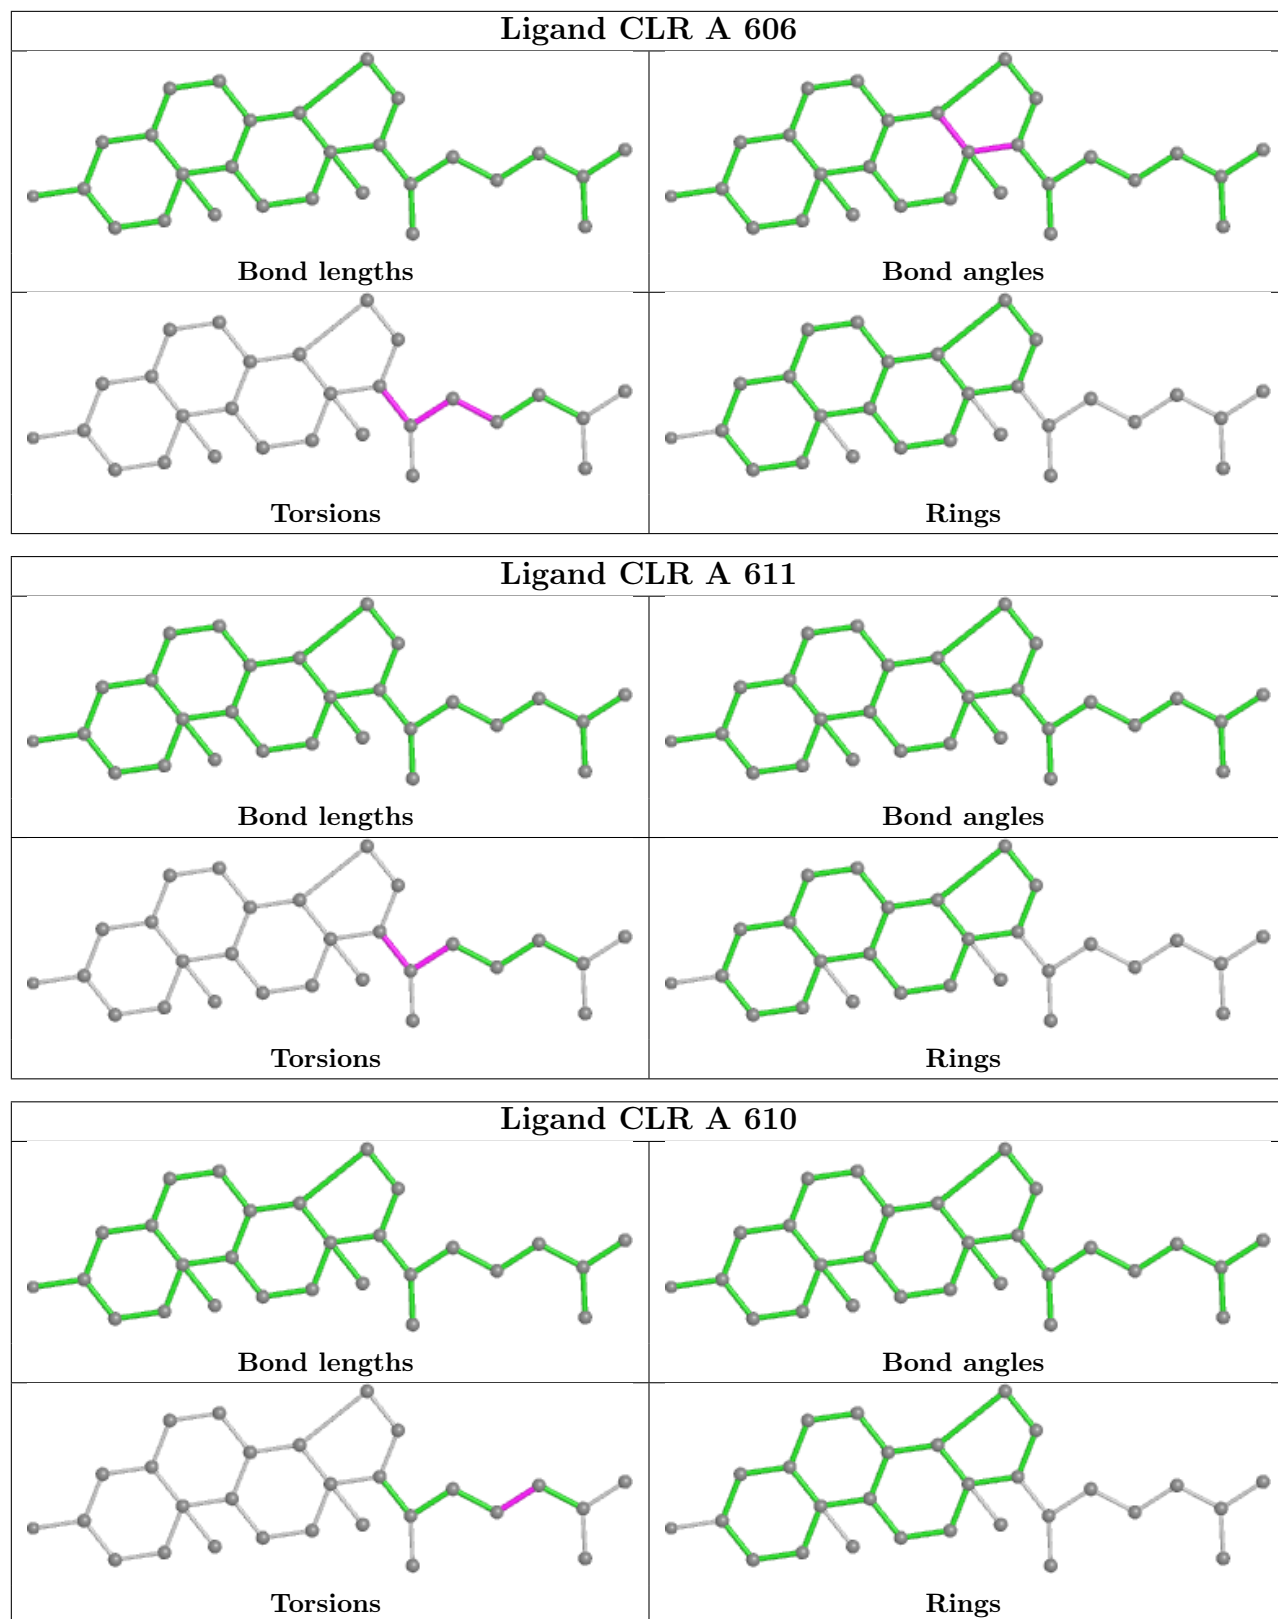 Ligand CLR A 606
Bond lengths
Bond angles
Torsions
Rings
Ligand CLR A 611
Bond lengths
Bond angles
Torsions
Rings
Ligand CLR A 610
Bond lengths
Bond angles
Torsions
Rings